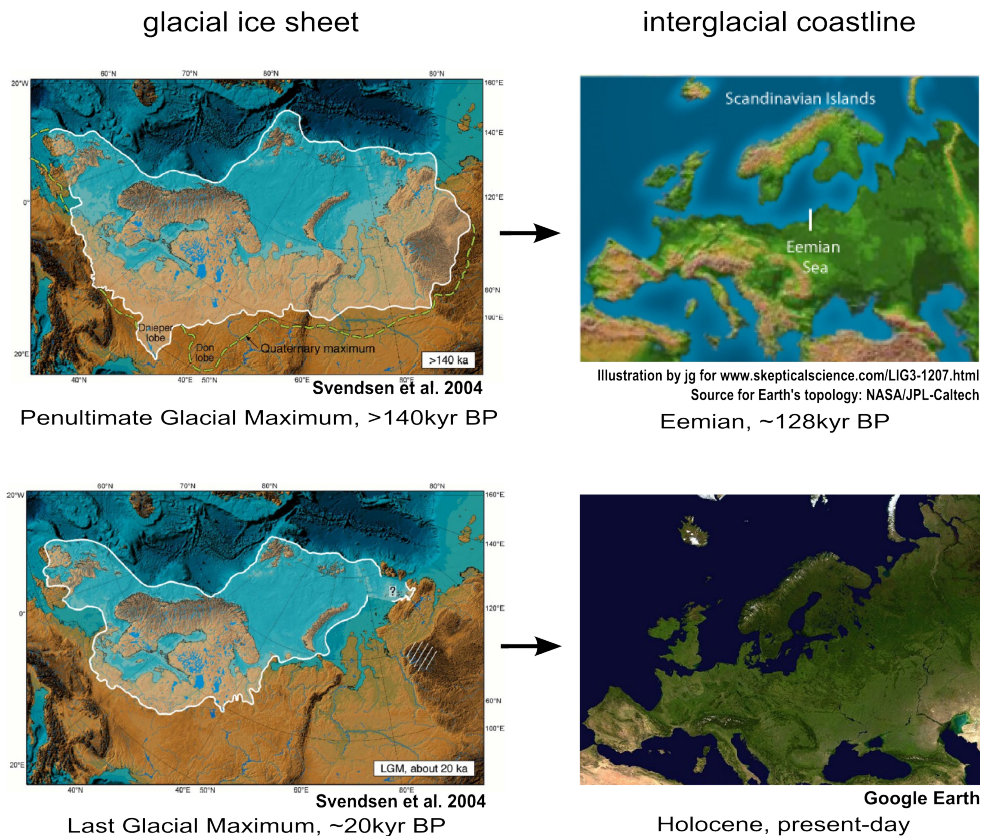 glacial ice sheet
interglacial coastline
60°N 70°N 80°N 80°N
20°W
160°E
140°E
120°E
0°
60°N
100°E
20°E
40°N 40°E 50°N 60°E
Dnieper
lobe
Don
lobe
Quaternary maximum
>140 ka
Svendsen et al. 2004
Penultimate Glacial Maximum, >140kyr BP
Scandinavian Islands
Eemian
Sea
Illustration by jg for www.skepticalscience.com/LIG3-1207.html
Source for Earth's topology: NASA/JPL-Caltech
Eemian, ~128kyr BP
60°N 70°N 80°N 80°N
20°W
160°E
140°E
?
120°E
0°
60°N
100°E
20°E
LGM, about 20 ka
40°N 40°E 50°N 60°E 80°E
Svendsen et al. 2004
Last Glacial Maximum, ~20kyr BP
Google Earth
Holocene, present-day